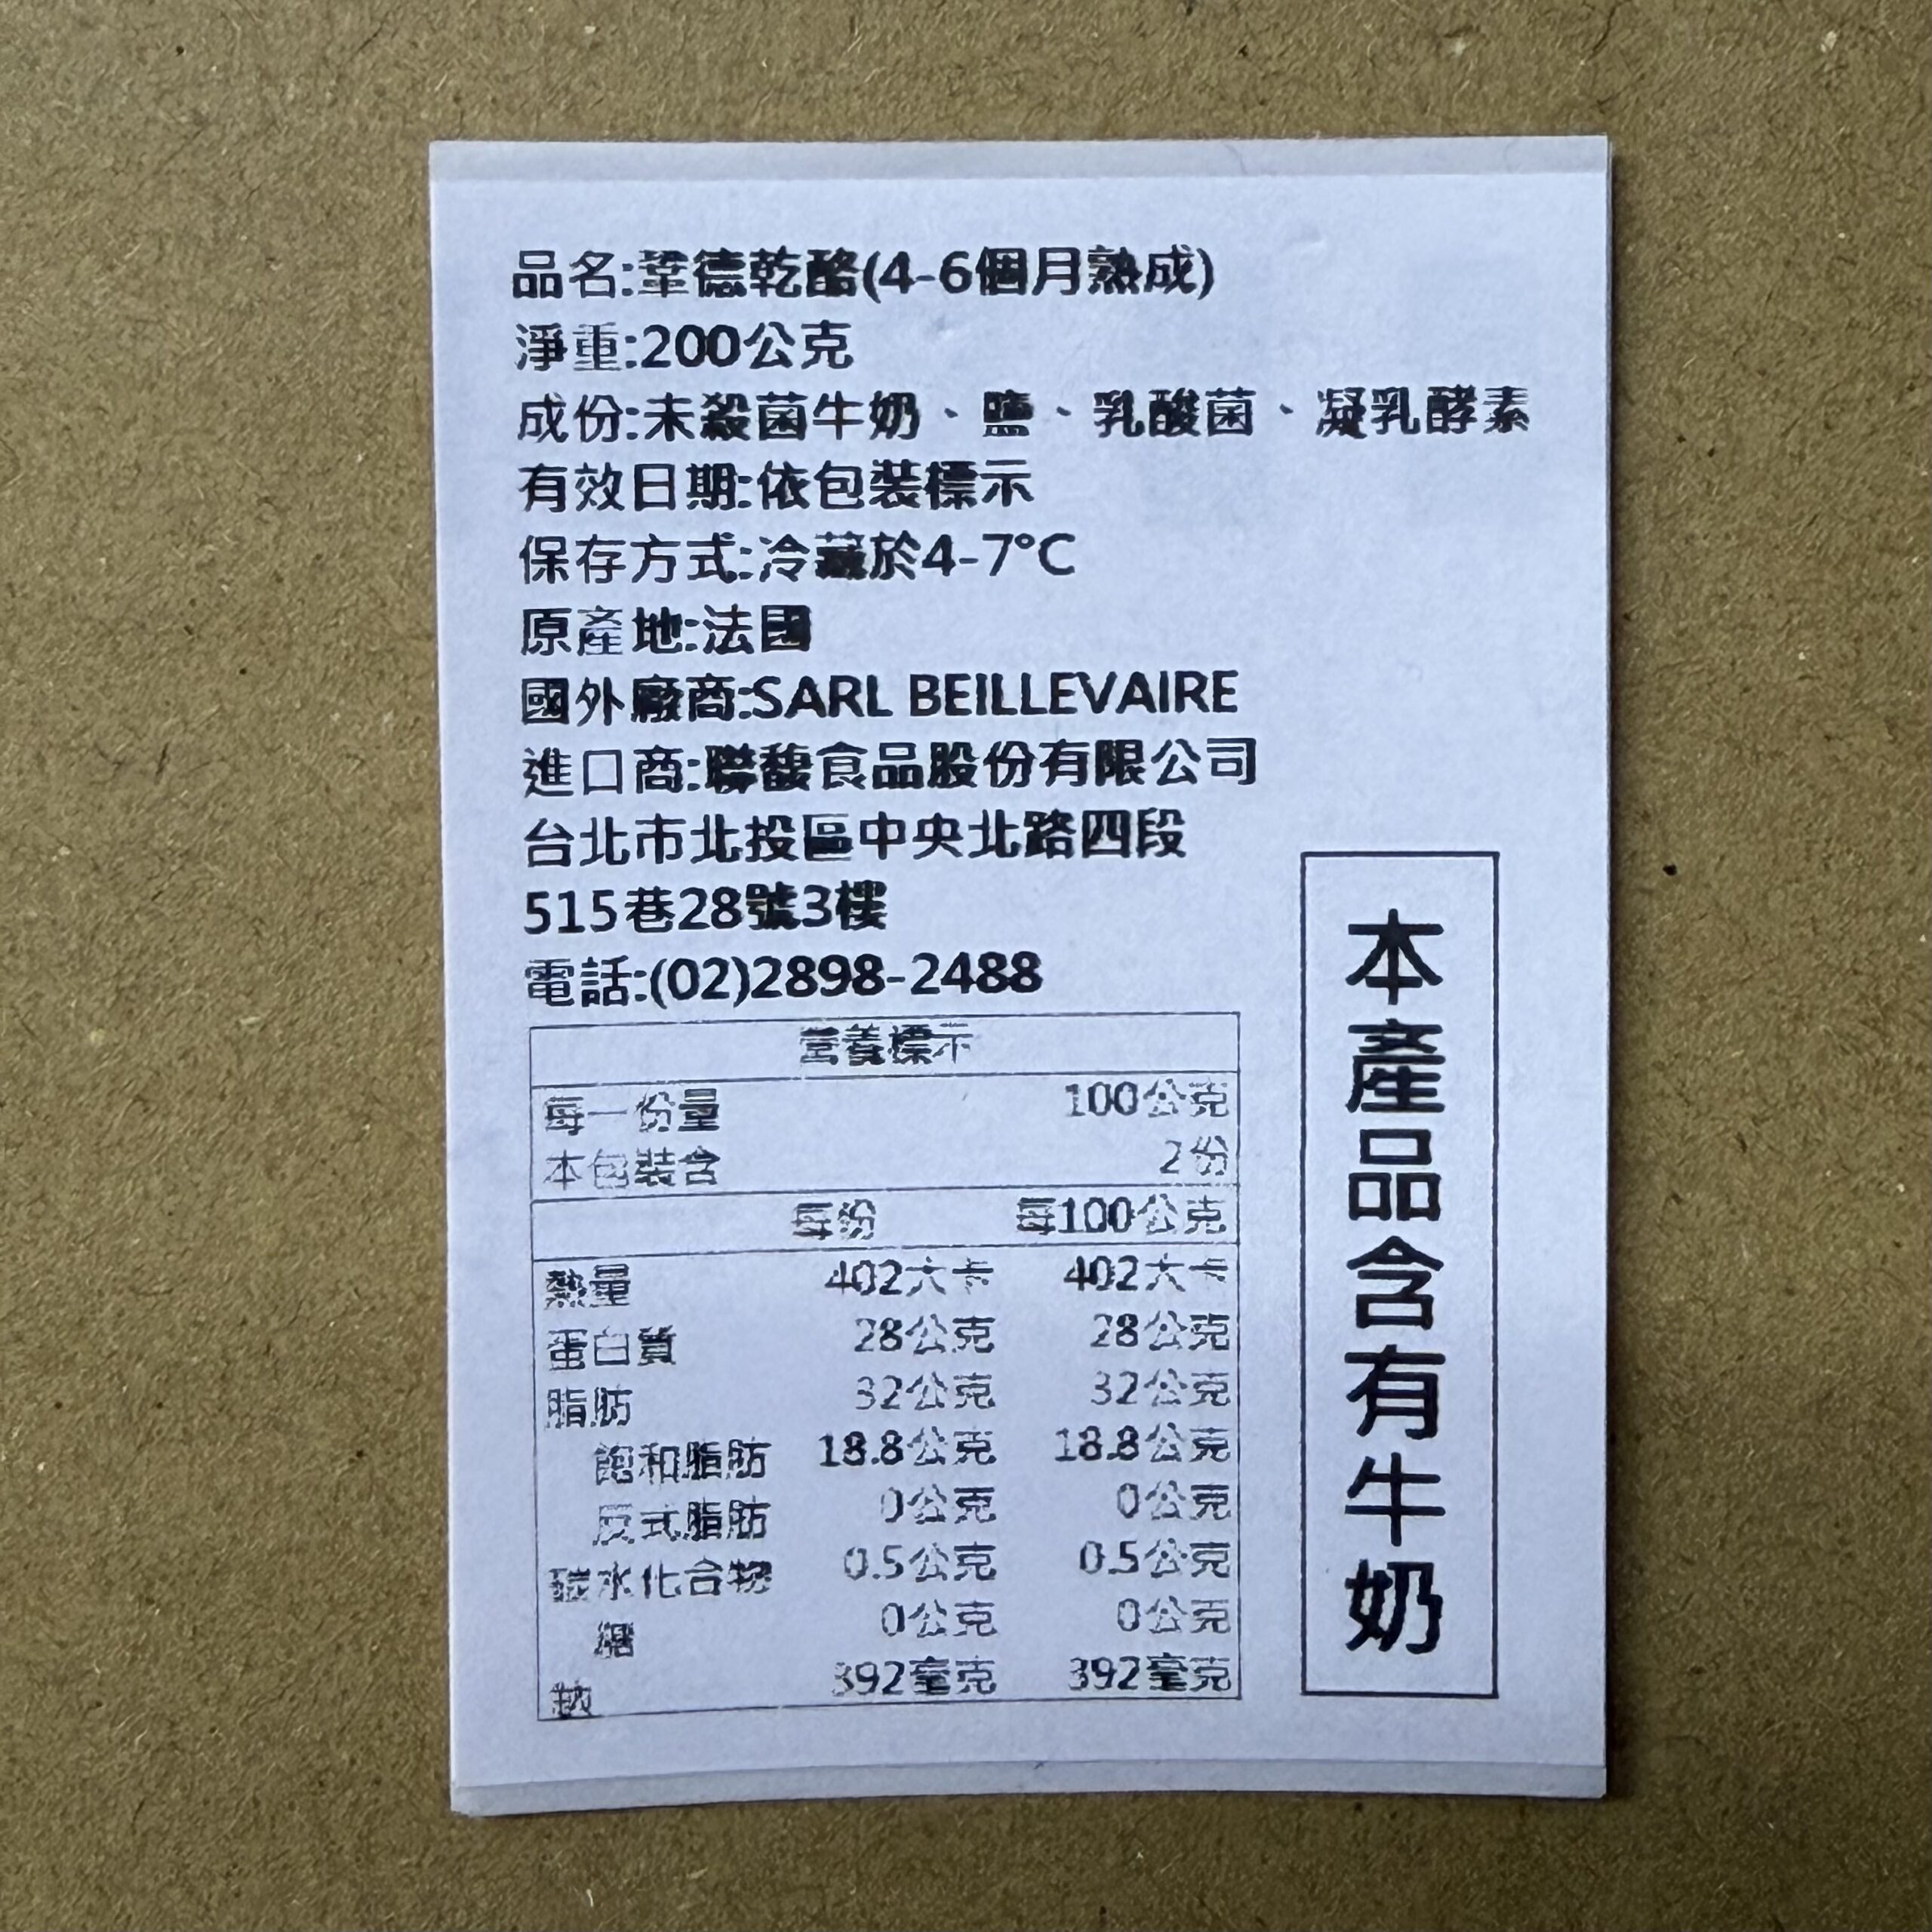 品名:鞏德乾酪(4-6個月熟成)
淨重:200公克
成份:未殺菌牛奶、鹽、乳酸菌、凝乳酵素
有效日期:依包裝標示
保存方式:冷藏於4-7°C
原產地:法國
國外廠商:SARL BEILLEVAIRE
進口商:聯馥食品股份有限公司
台北市北投區中央北路四段
515巷28號3樓
電話:(02)2898-2488
營養標示
每一份量 100公克
本包裝含 2份
每份 每100公克
熱量 402大卡 402大卡
蛋白質 28公克 28公克
脂肪 32公克 32公克
飽和脂肪 18.8公克 18.8公克
反式脂肪 0公克 0公克
碳水化合物 0.5公克 0.5公克
糖 0公克 0公克
鈉 392毫克 392毫克
本產品含有牛奶